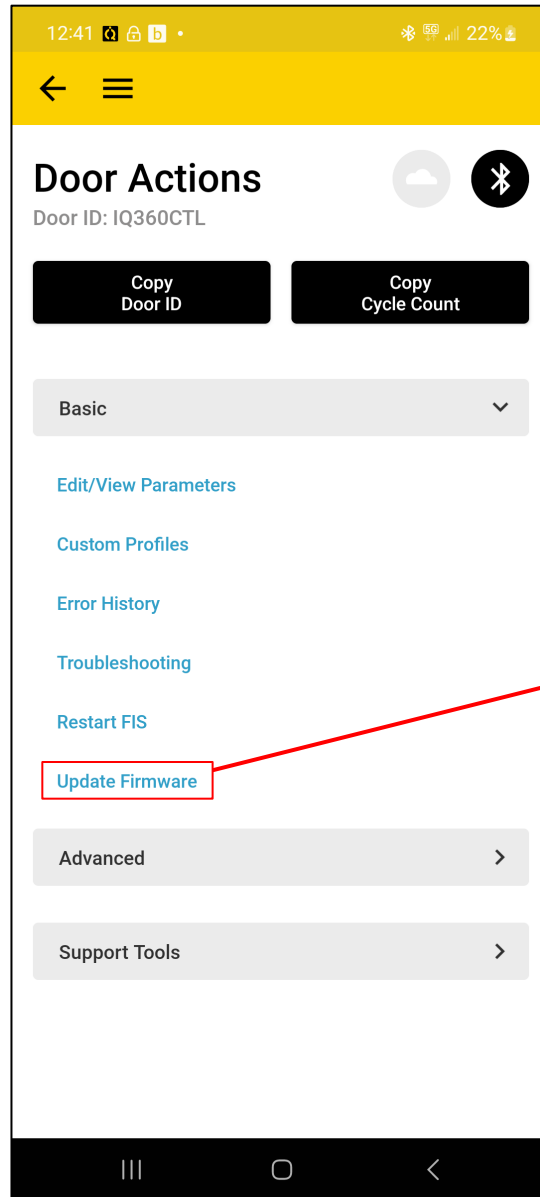 12:41
5G 22%
Door Actions
Door ID: IQ360CTL
Copy
Door ID
Copy
Cycle Count
Basic
Edit/View Parameters
Custom Profiles
Error History
Troubleshooting
Restart FIS
Update Firmware
Advanced
Support Tools